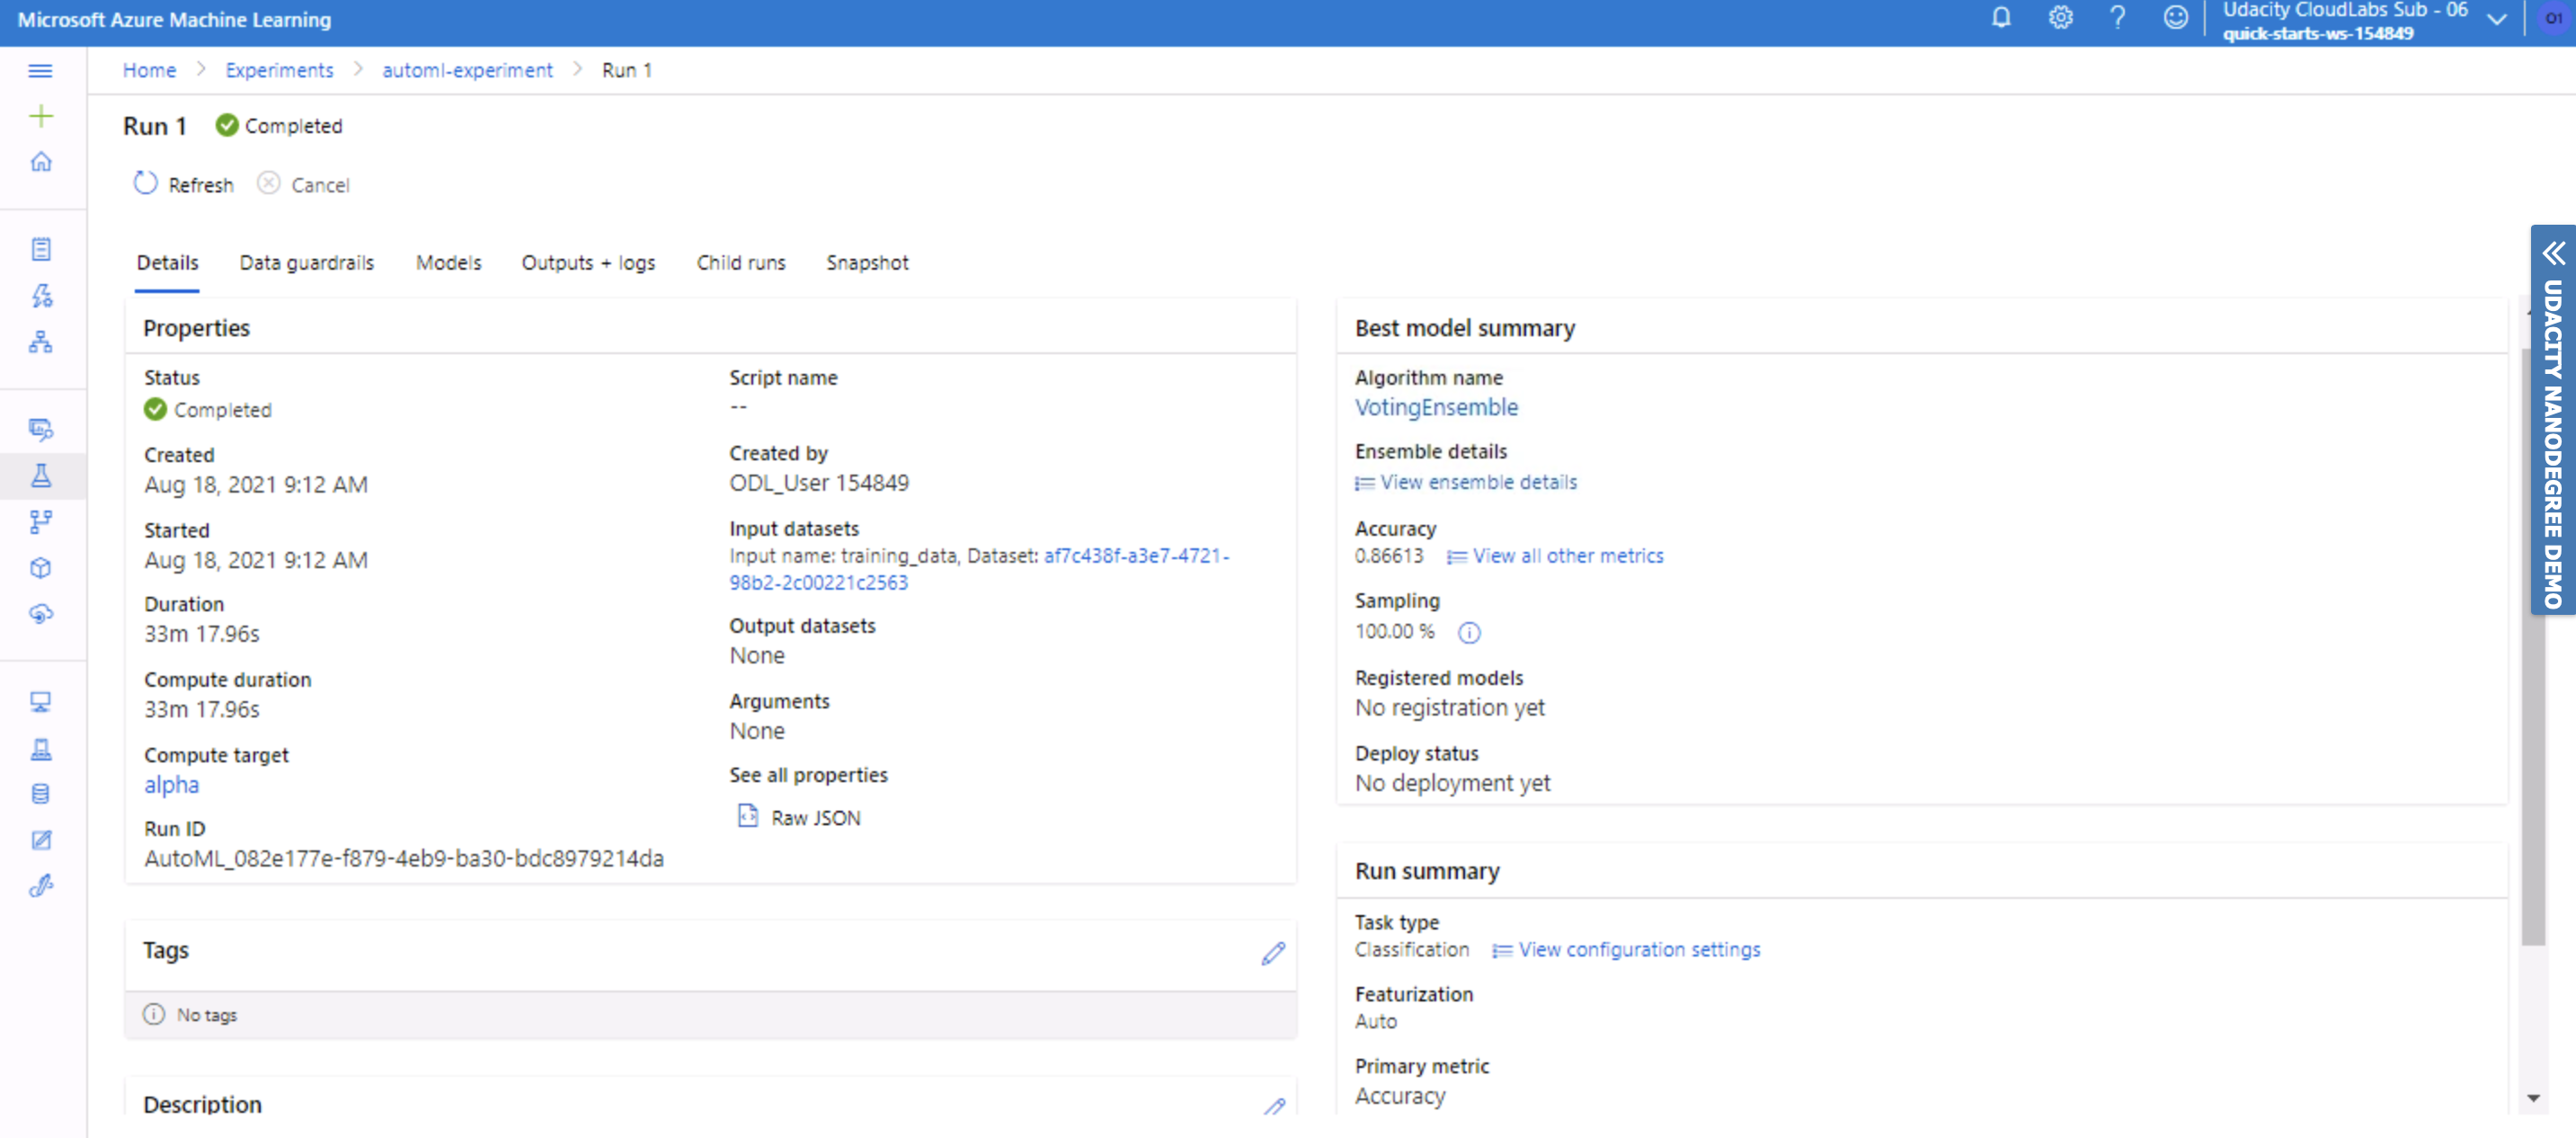 Microsoft Azure Machine Learning
Udacity CloudLabs Sub - 06
quick-starts-ws-154849
O1
Home > Experiments > automl-experiment > Run 1
Run 1 Completed
Refresh Cancel
Details Data guardrails Models Outputs + logs Child runs Snapshot
Properties
Status
Completed
Created
Aug 18, 2021 9:12 AM
Started
Aug 18, 2021 9:12 AM
Duration
33m 17.96s
Compute duration
33m 17.96s
Compute target
alpha
Run ID
AutoML_082e177e-f879-4eb9-ba30-bdc8979214da
Script name
--
Created by
ODL_User 154849
Input datasets
Input name: training_data, Dataset: af7c438f-a3e7-4721-
98b2-2c00221c2563
Output datasets
None
Arguments
None
See all properties
Raw JSON
Tags
No tags
Description
Best model summary
Algorithm name
VotingEnsemble
Ensemble details
View ensemble details
Accuracy
0.86613 View all other metrics
Sampling
100.00 %
Registered models
No registration yet
Deploy status
No deployment yet
Run summary
Task type
Classification View configuration settings
Featurization
Auto
Primary metric
Accuracy
UDACITY NANODEGREE DEMO